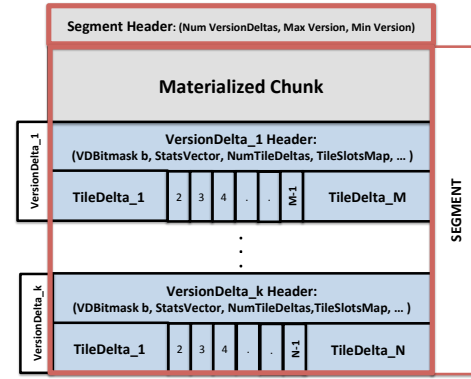 Segment Header: (Num VersionDeltas, Max Version, Min Version)
Materialized Chunk
VersionDelta_1
VersionDelta_1 Header:
(VDBitmask b, StatsVector, NumTileDeltas, TileSlotsMap, ... )
TileDelta_1 2 3 4 . . M-1 TileDelta_M
.
.
.
SEGMENT
VersionDelta_k
VersionDelta_k Header:
(VDBitmask b, StatsVector, NumTileDeltas,TileSlotsMap, ... )
TileDelta_1 2 3 4 . . N-1 TileDelta_N